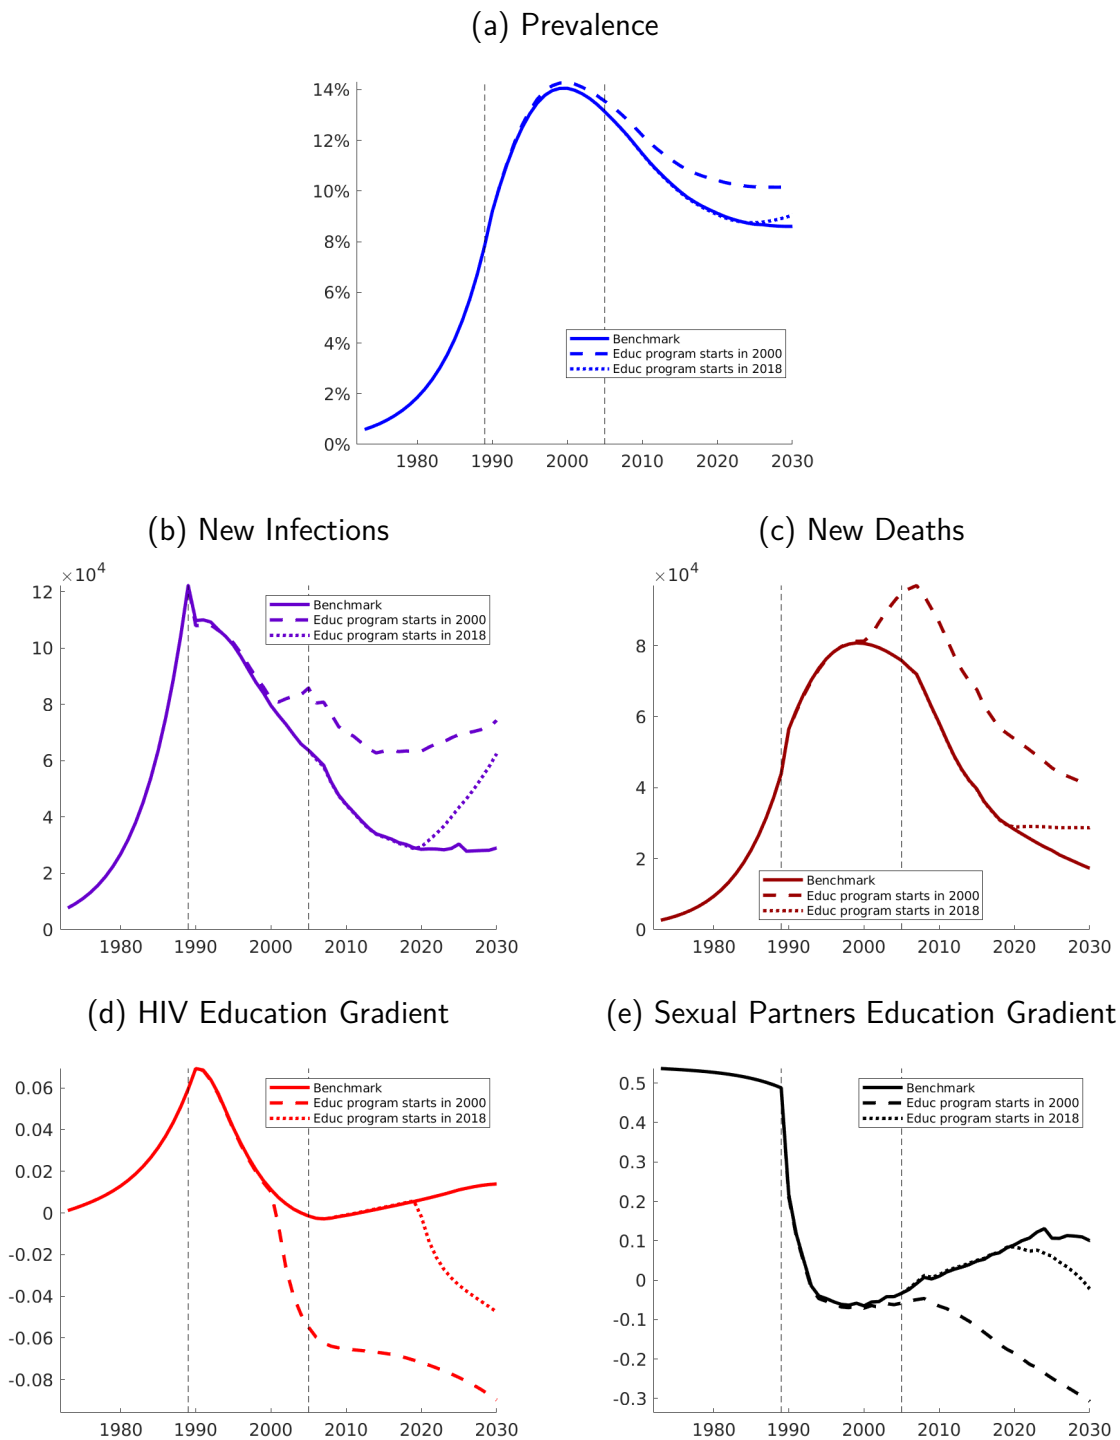 (a) Prevalence
14%
12%
10%
8%
6%
4%
2%
0%
Benchmark
Educ program starts in 2000
Educ program starts in 2018
1980 1990 2000 2010 2020 2030
(b) New Infections
×10^4
12
10
8
6
4
2
0
Benchmark
Educ program starts in 2000
Educ program starts in 2018
1980 1990 2000 2010 2020 2030
(c) New Deaths
×10^4
8
6
4
2
0
Benchmark
Educ program starts in 2000
Educ program starts in 2018
1980 1990 2000 2010 2020 2030
(d) HIV Education Gradient
0.06
0.04
0.02
0
-0.02
-0.04
-0.06
-0.08
Benchmark
Educ program starts in 2000
Educ program starts in 2018
1980 1990 2000 2010 2020 2030
(e) Sexual Partners Education Gradient
0.5
0.4
0.3
0.2
0.1
0
-0.1
-0.2
-0.3
Benchmark
Educ program starts in 2000
Educ program starts in 2018
1980 1990 2000 2010 2020 2030